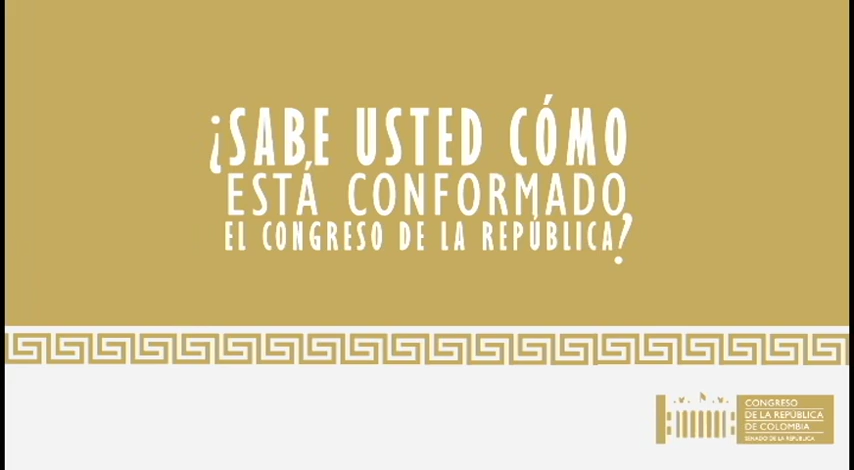 ¿SABE USTED CÓMO
ESTÁ CONFORMADO
EL CONGRESO DE LA REPÚBLICA?
CONGRESO
DE LA REPÚBLICA
DE COLOMBIA
SENADO DE LA REPÚBLICA